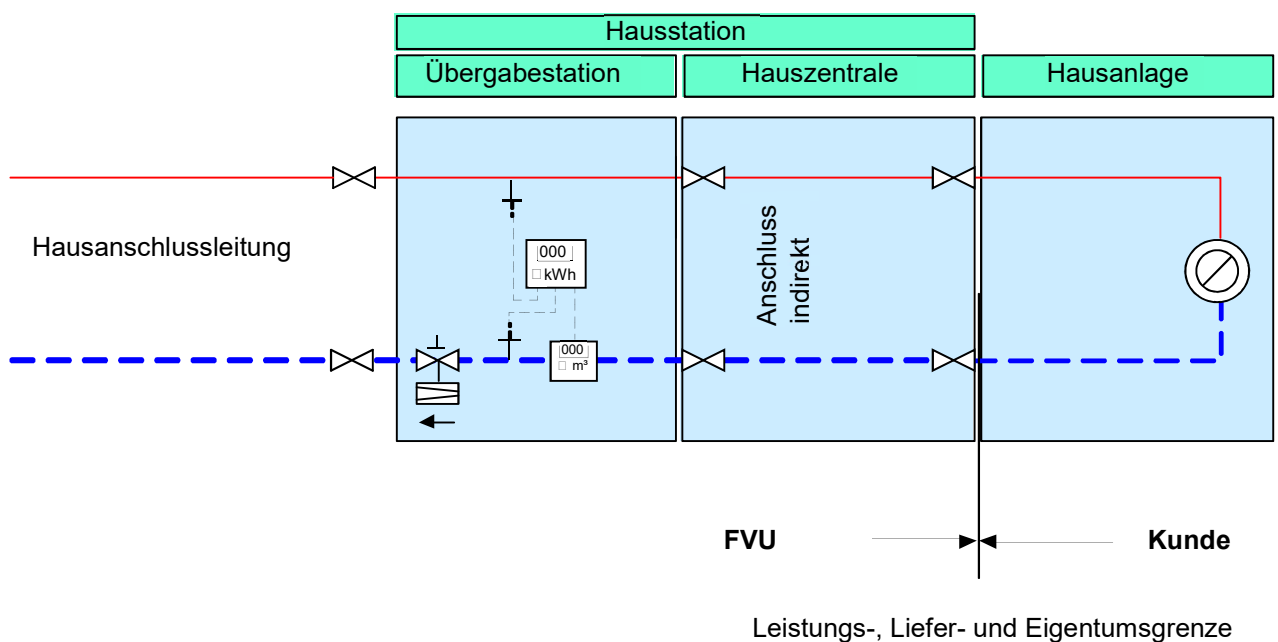 Hausstation
Übergabestation
Hauszentrale
Hausanlage
Hausanschlussleitung
000
kWh
Anschluss
indirekt
000
m³
FVU
Kunde
Leistungs-, Liefer- und Eigentumsgrenze